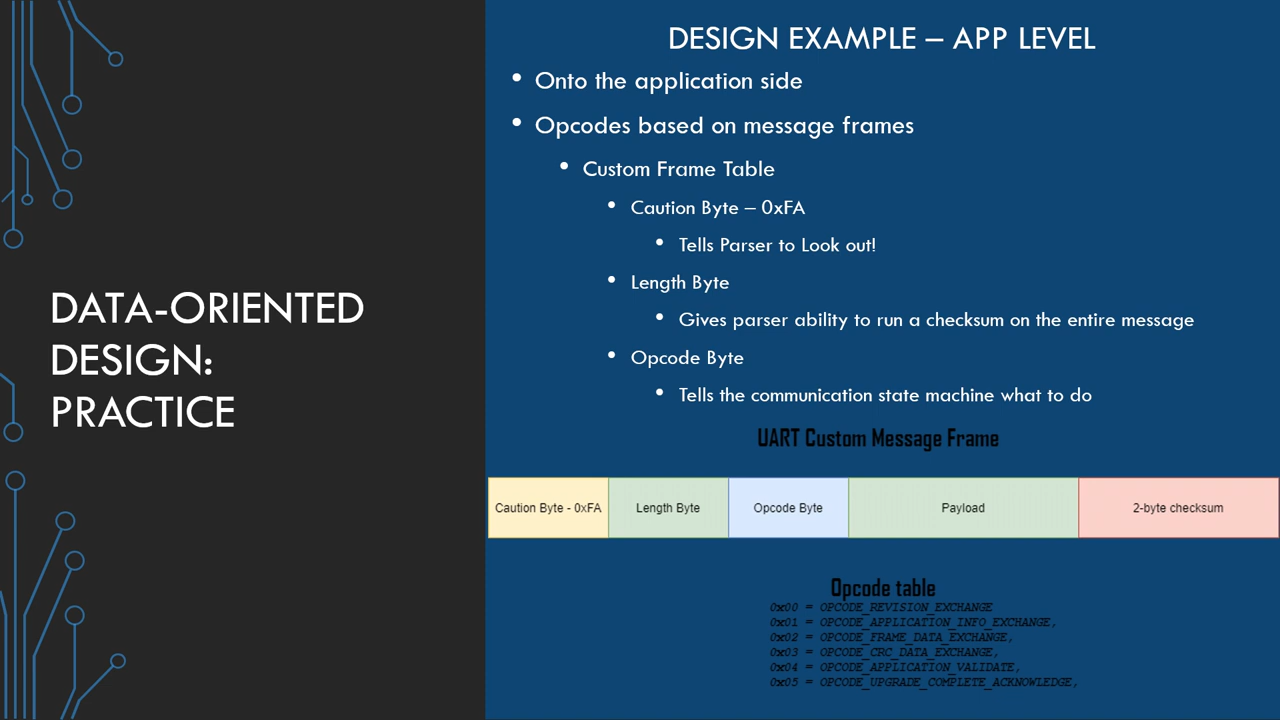 DATA-ORIENTED
DESIGN:
PRACTICE
DESIGN EXAMPLE – APP LEVEL
• Onto the application side
• Opcodes based on message frames
• Custom Frame Table
• Caution Byte – 0xFA
• Tells Parser to Look out!
• Length Byte
• Gives parser ability to run a checksum on the entire message
• Opcode Byte
• Tells the communication state machine what to do
UART Custom Message Frame
Caution Byte - 0xFA Length Byte Opcode Byte Payload 2-byte checksum
Opcode table
0x00 = OPCODE_REVISION_EXCHANGE
0x01 = OPCODE_APPLICATION_INFO_EXCHANGE,
0x02 = OPCODE_FRAME_DATA_EXCHANGE,
0x03 = OPCODE_CRC_DATA_EXCHANGE,
0x04 = OPCODE_APPLICATION_VALIDATE,
0x05 = OPCODE_UPGRADE_COMPLETE_ACKNOWLEDGE,